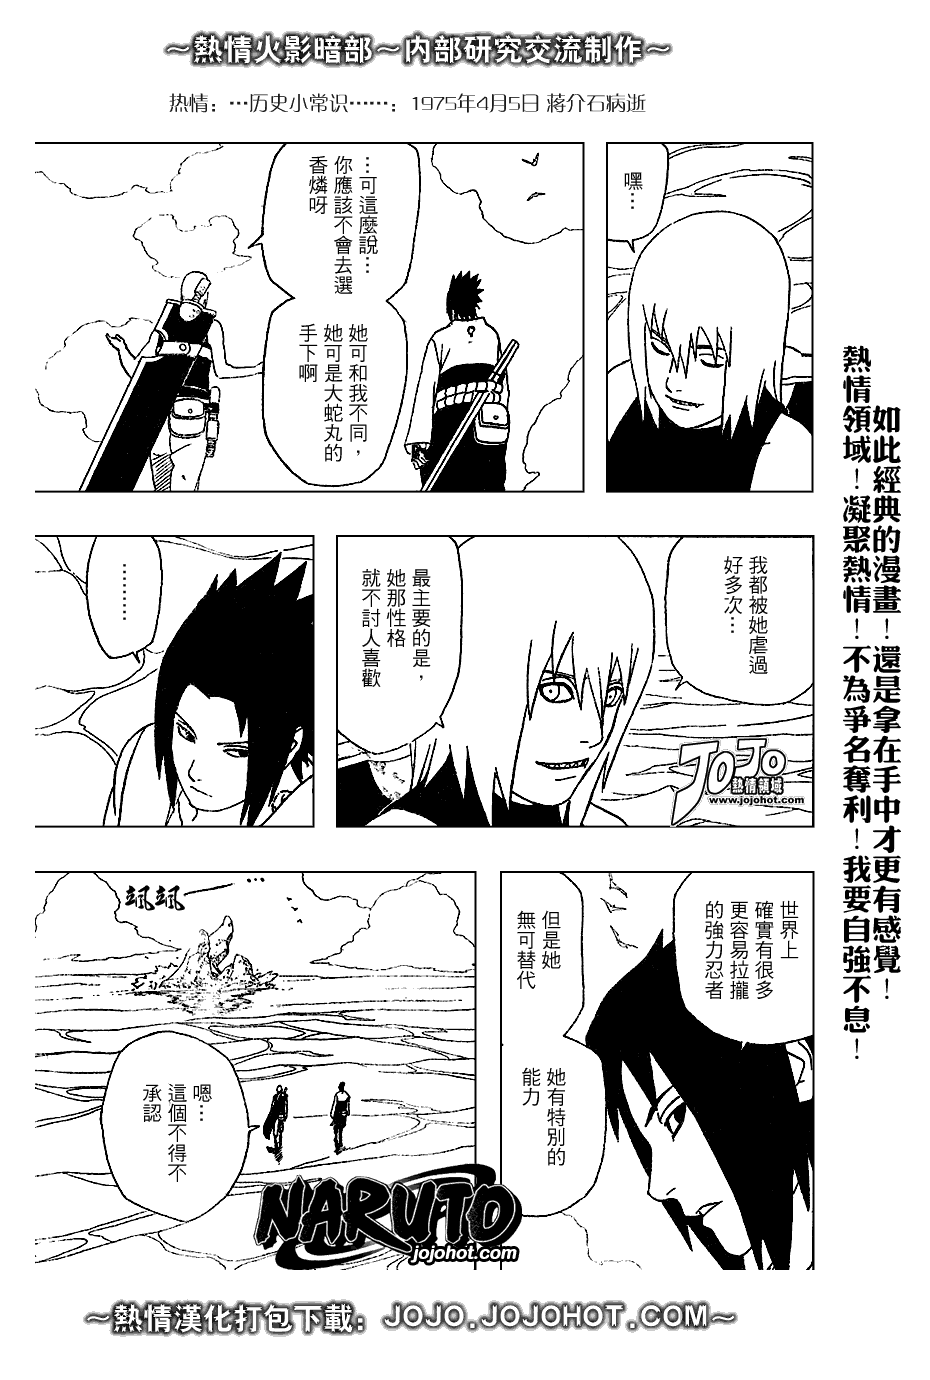 ～熱情火影暗部～内部研究交流制作～
热情：…历史小常识……：1975年4月5日 蔣介石病逝
嘿…
…可這麼說…
你應該不會去選
香燐呀
她可和我不同，
她可是大蛇丸的
手下啊
我都被她虐過
好多次…
最主要的是，
她那性格
就不討人喜歡
………
世界上
確實有很多
更容易拉攏
的強力忍者
但是她
無可替代
她有特別的
能力
颯颯——…
嗯…
這個不得不
承認
如此經典的漫畫！還是拿在手中才更有感覺！
熱情領域！凝聚熱情！不為爭名奪利！我要自強不息！
JOJO
熱情領域
www.jojohot.com
NARUTO
jojohot.com
～熱情漢化打包下載：JOJO.JOJOHOT.COM～